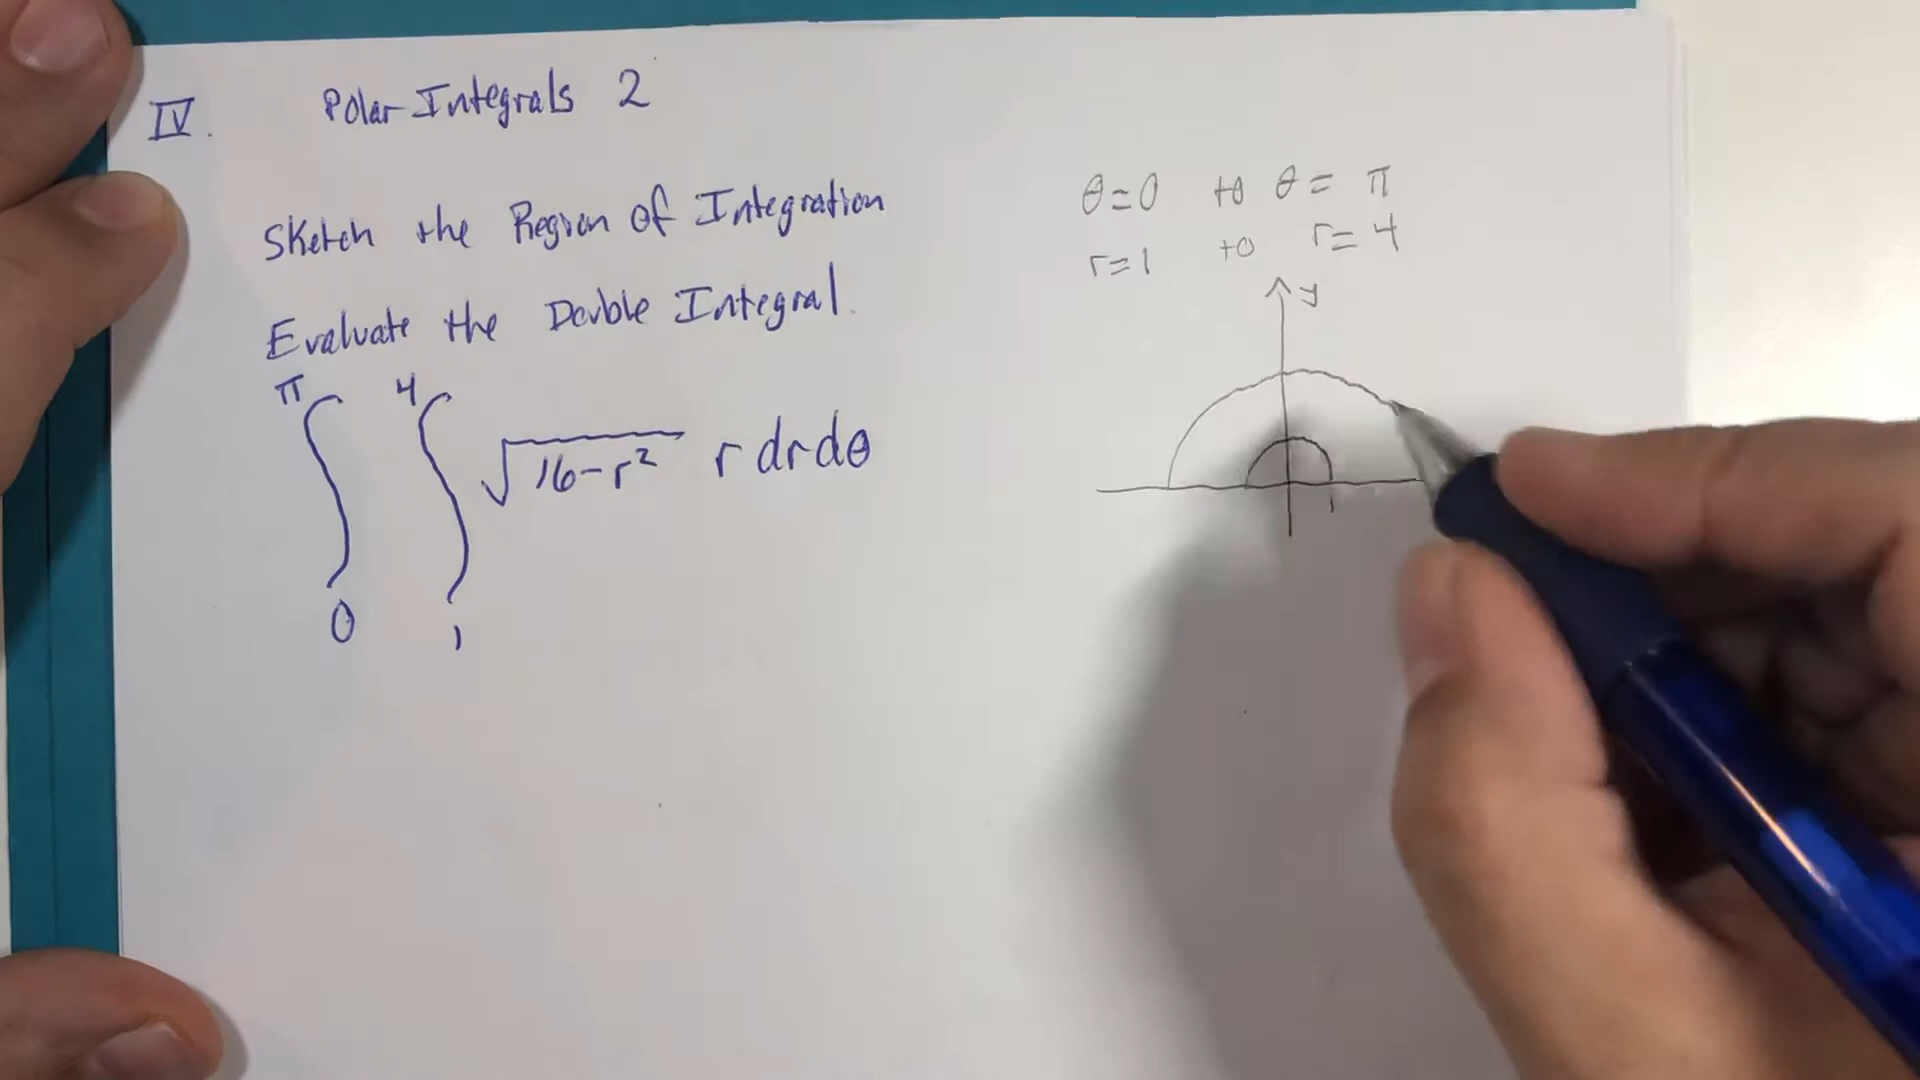 IV. Polar Integrals 2
Sketch the Region of Integration
Evaluate the Double Integral.
∫₀^π ∫₁^4 √(16-r²) r dr dθ
θ=0 to θ= π
r=1 to r= 4
y